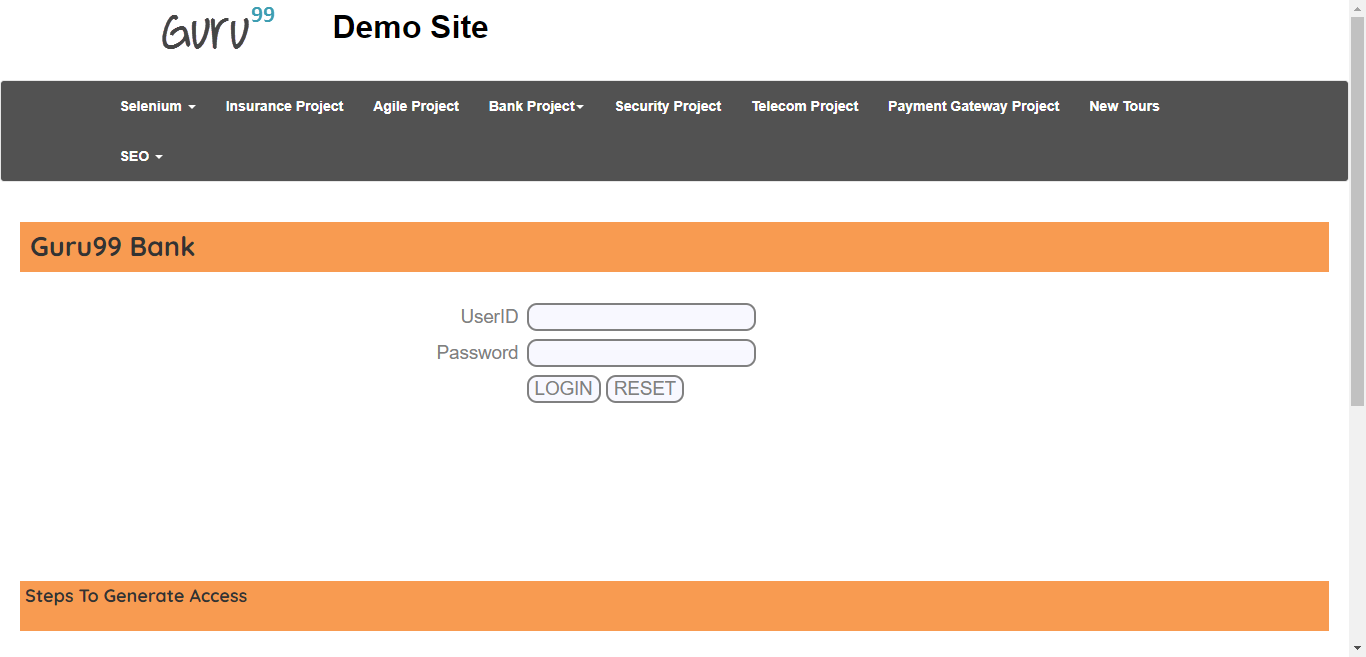 Guru99 Demo Site
Selenium Insurance Project Agile Project Bank Project Security Project Telecom Project Payment Gateway Project New Tours
SEO
Guru99 Bank
UserID
Password
LOGIN RESET
Steps To Generate Access